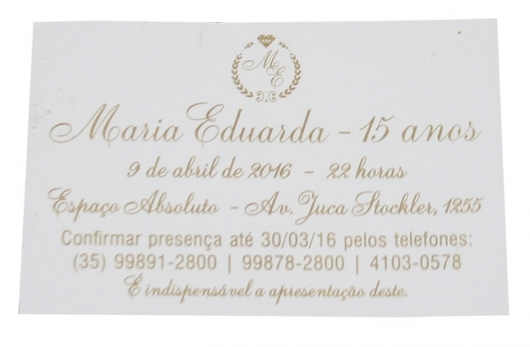 ME
Maria Eduarda - 15 anos
9 de abril de 2016 - 22 horas
Espaço Absoluto - Av. Juca Stockler, 1255
Confirmar presença até 30/03/16 pelos telefones:
(35) 99891-2800 | 99878-2800 | 4103-0578
É indispensável a apresentação deste.